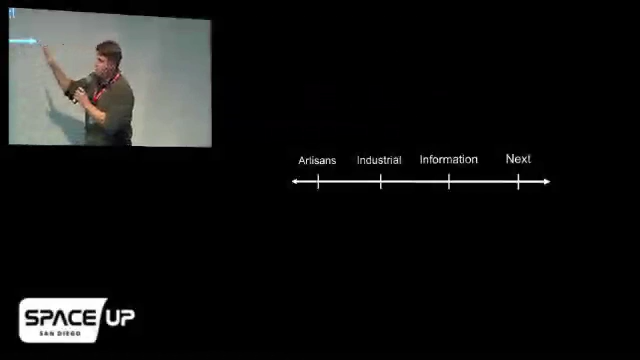 Artisans Industrial Information Next
SPACE UP
SAN DIEGO